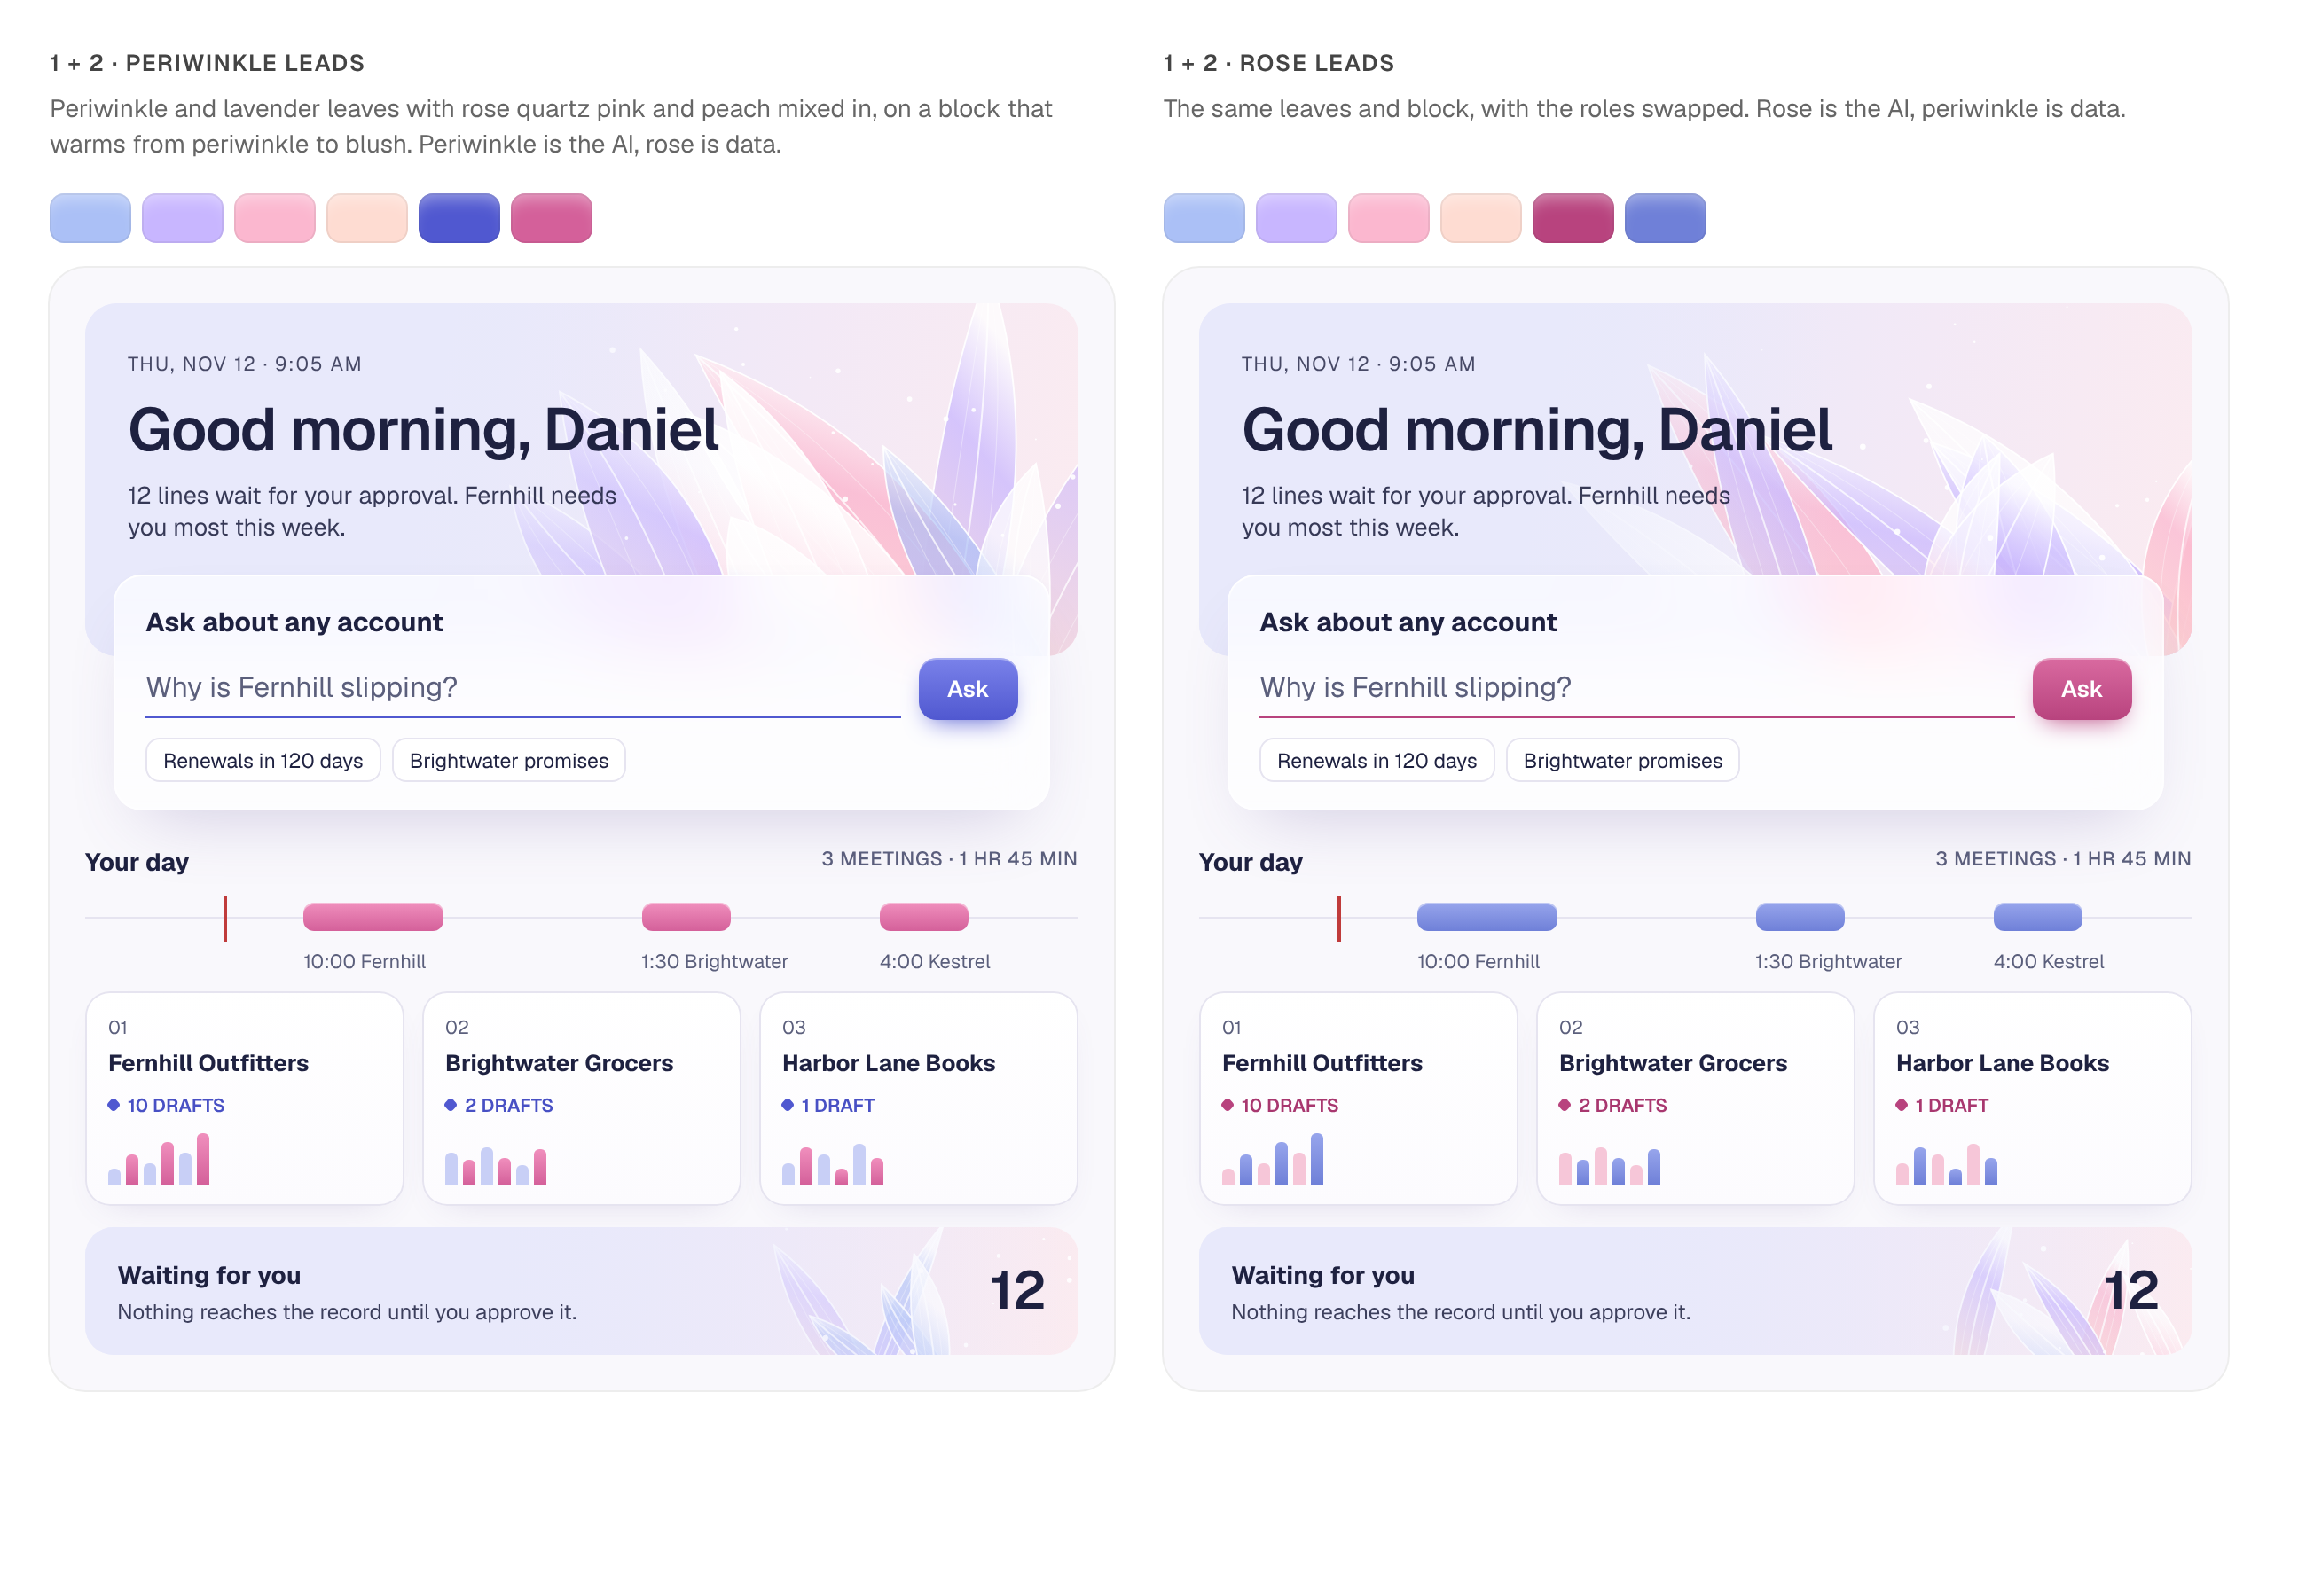 1 + 2 · PERIWINKLE LEADS
Periwinkle and lavender leaves with rose quartz pink and peach mixed in, on a block that
warms from periwinkle to blush. Periwinkle is the AI, rose is data.
THU, NOV 12 · 9:05 AM
Good morning, Daniel
12 lines wait for your approval. Fernhill needs
you most this week.
Ask about any account
Why is Fernhill slipping?
Ask
Renewals in 120 days
Brightwater promises
Your day
3 MEETINGS · 1 HR 45 MIN
10:00 Fernhill
1:30 Brightwater
4:00 Kestrel
01
Fernhill Outfitters
10 DRAFTS
02
Brightwater Grocers
2 DRAFTS
03
Harbor Lane Books
1 DRAFT
Waiting for you
Nothing reaches the record until you approve it.
12
1 + 2 · ROSE LEADS
The same leaves and block, with the roles swapped. Rose is the AI, periwinkle is data.
THU, NOV 12 · 9:05 AM
Good morning, Daniel
12 lines wait for your approval. Fernhill needs
you most this week.
Ask about any account
Why is Fernhill slipping?
Ask
Renewals in 120 days
Brightwater promises
Your day
3 MEETINGS · 1 HR 45 MIN
10:00 Fernhill
1:30 Brightwater
4:00 Kestrel
01
Fernhill Outfitters
10 DRAFTS
02
Brightwater Grocers
2 DRAFTS
03
Harbor Lane Books
1 DRAFT
Waiting for you
Nothing reaches the record until you approve it.
12